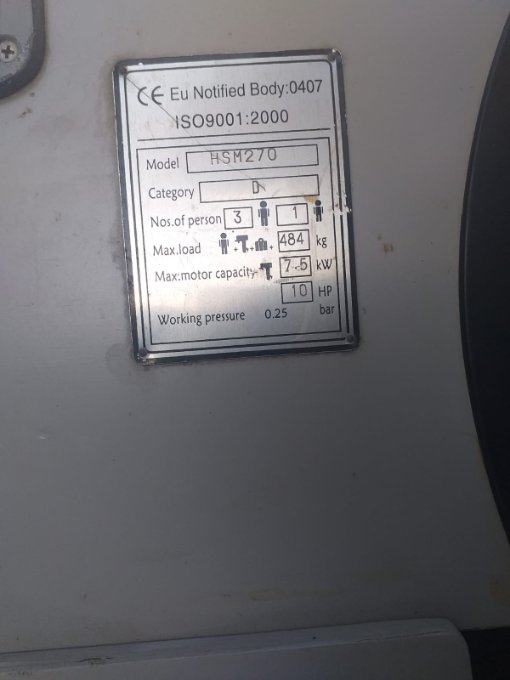 CE Eu Notified Body:0407
ISO9001:2000
Model HSM270
Category D
Nos.of person 3 1
Max.load + + + 484 kg
Max.motor capacity 7.5 kW
10 HP
Working pressure 0.25 bar